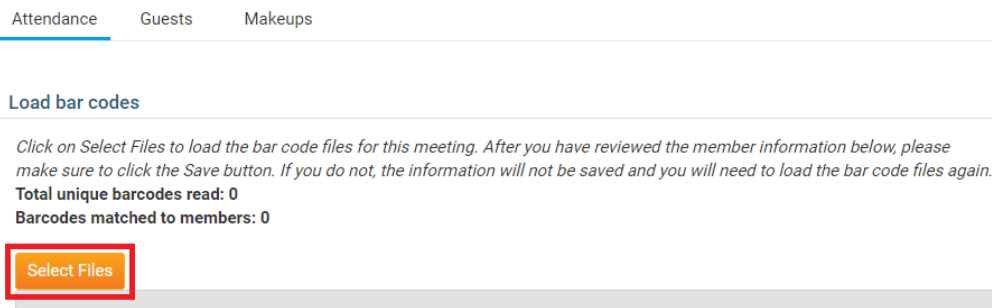 Attendance Guests Makeups
Load bar codes
Click on Select Files to load the bar code files for this meeting. After you have reviewed the member information below, please
make sure to click the Save button. If you do not, the information will not be saved and you will need to load the bar code files again.
Total unique barcodes read: 0
Barcodes matched to members: 0
Select Files